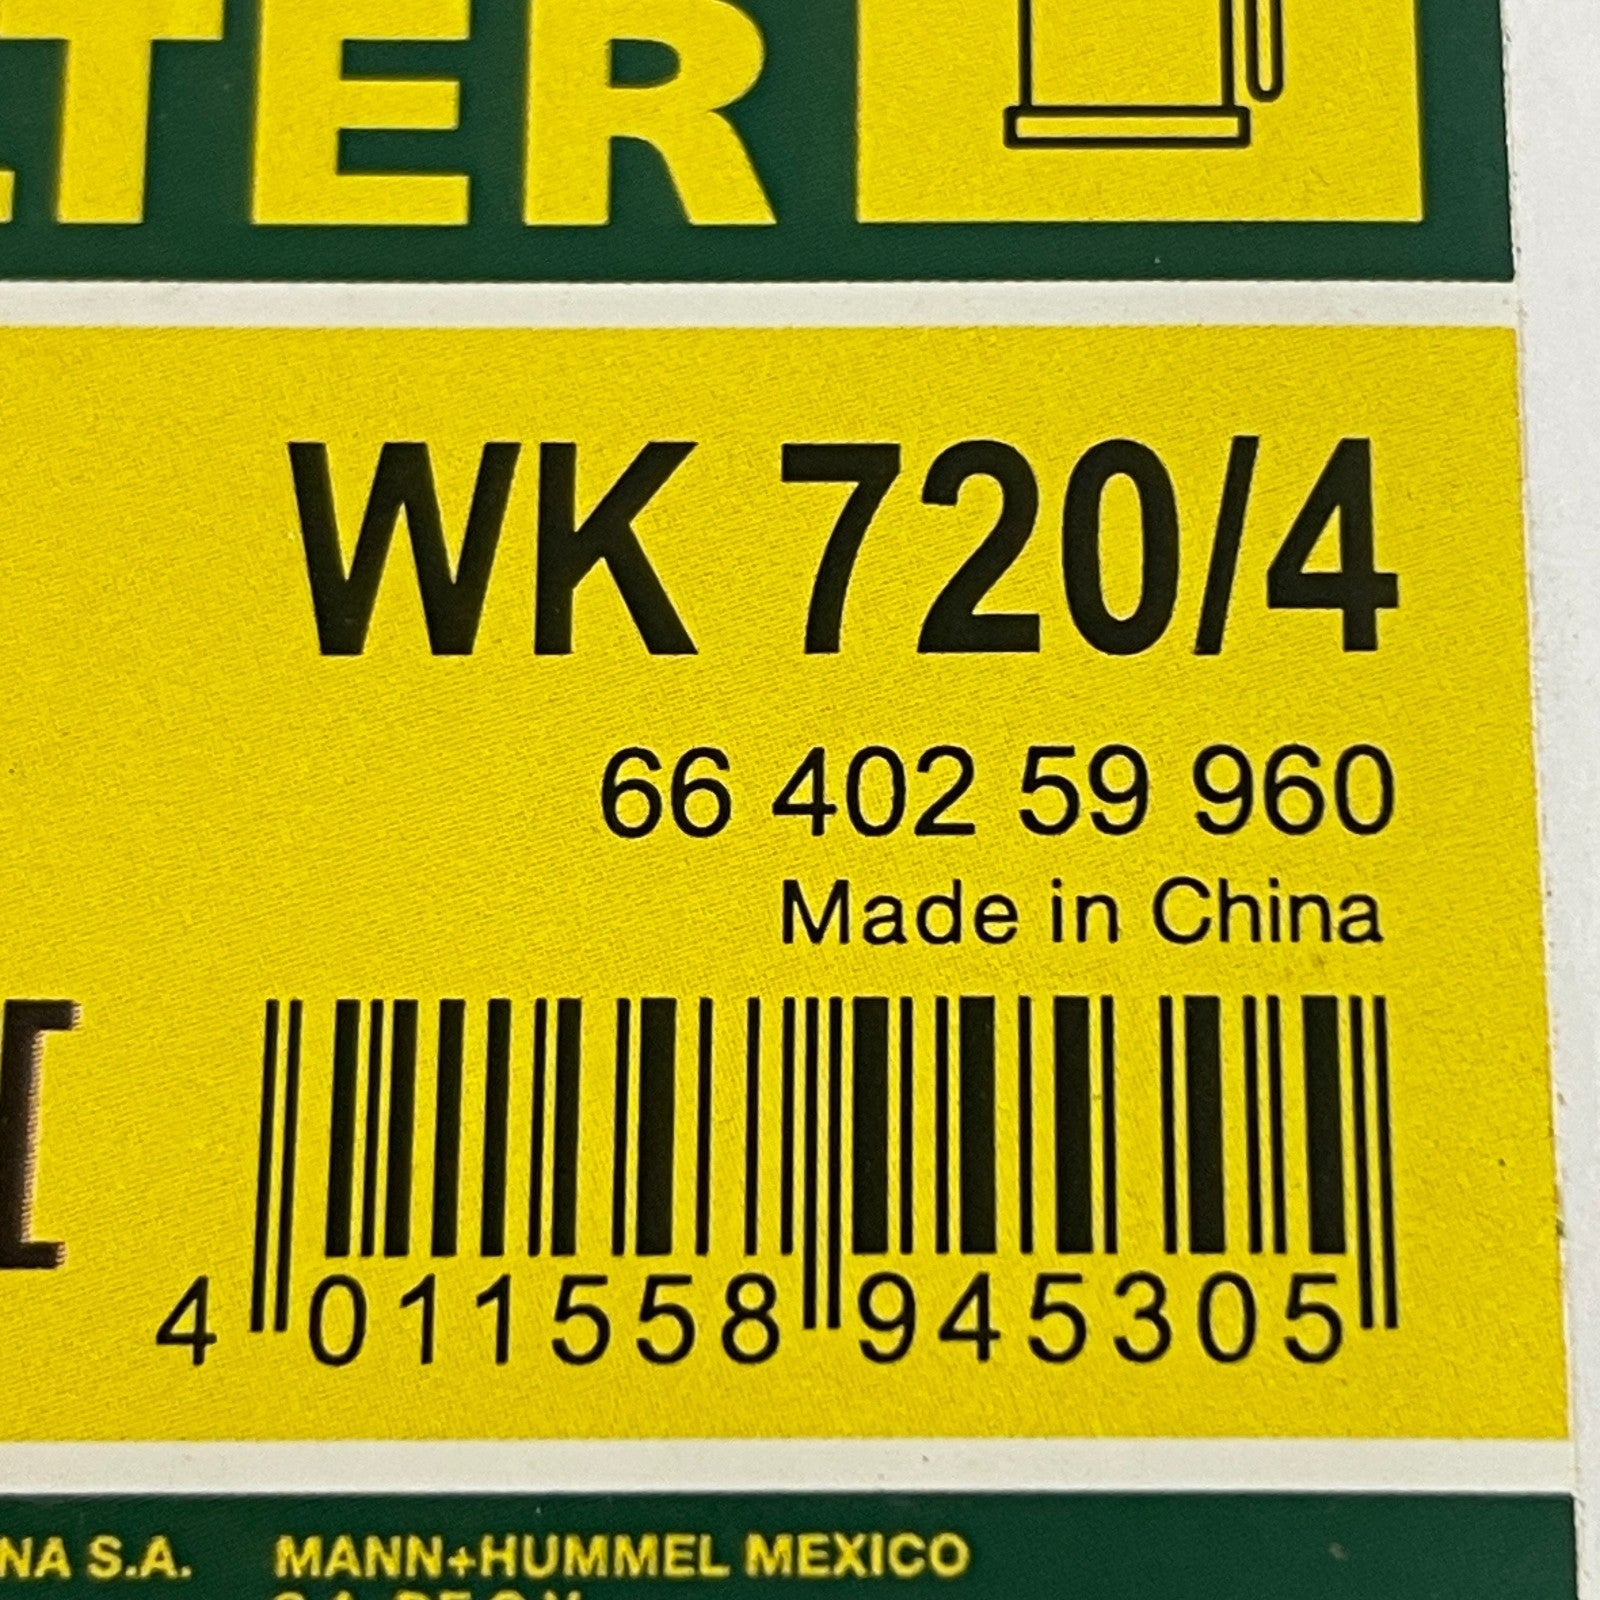 LTER
WK 720/4
66 402 59 960
Made in China
4 011558 945305
NA S.A. MANN+HUMMEL MEXICO